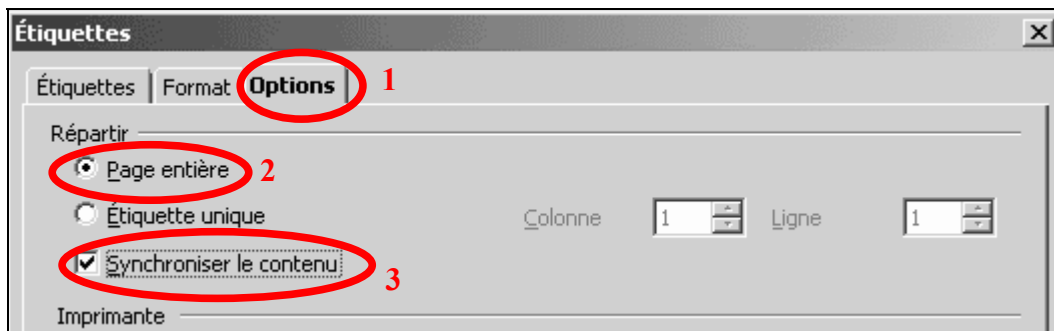 Étiquettes
Étiquettes Format Options 1
Répartir
Page entière 2
Étiquette unique Colonne 1 Ligne 1
Synchroniser le contenu 3
Imprimante